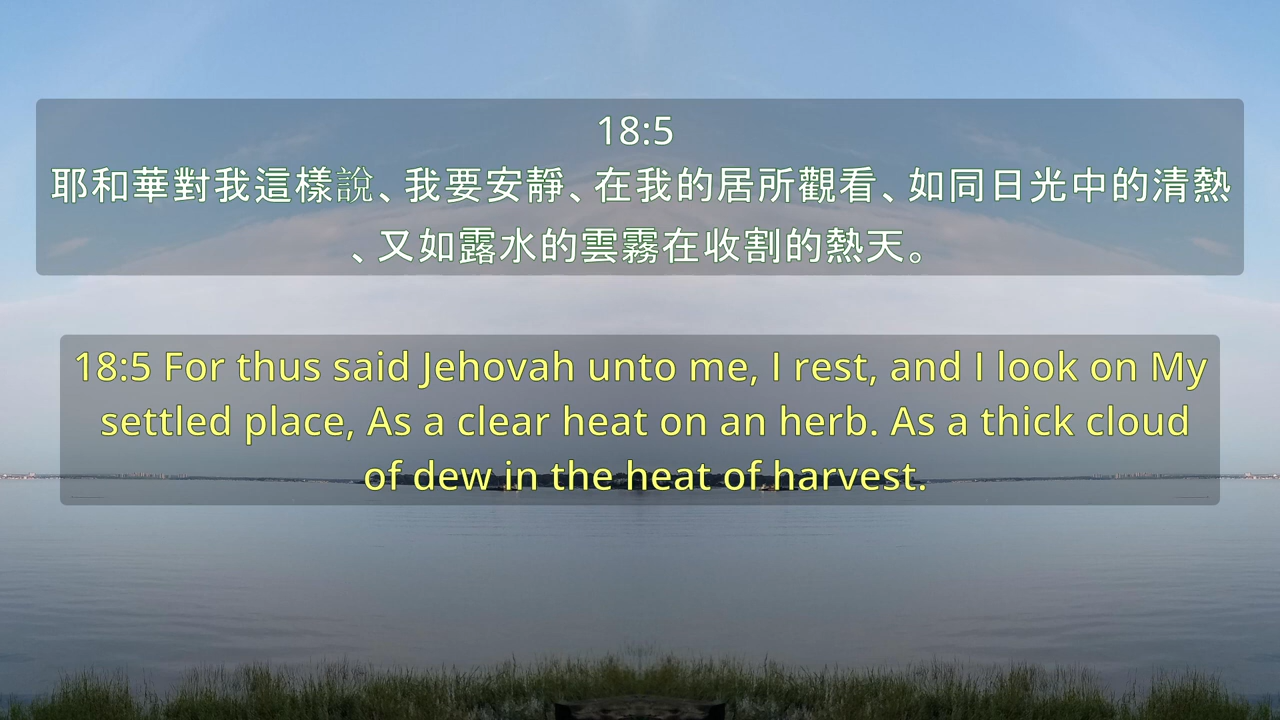 18:5
耶和華對我這樣說、我要安靜、在我的居所觀看、如同日光中的清熱
、又如露水的雲霧在收割的熱天。
18:5 For thus said Jehovah unto me, I rest, and I look on My
settled place, As a clear heat on an herb. As a thick cloud
of dew in the heat of harvest.